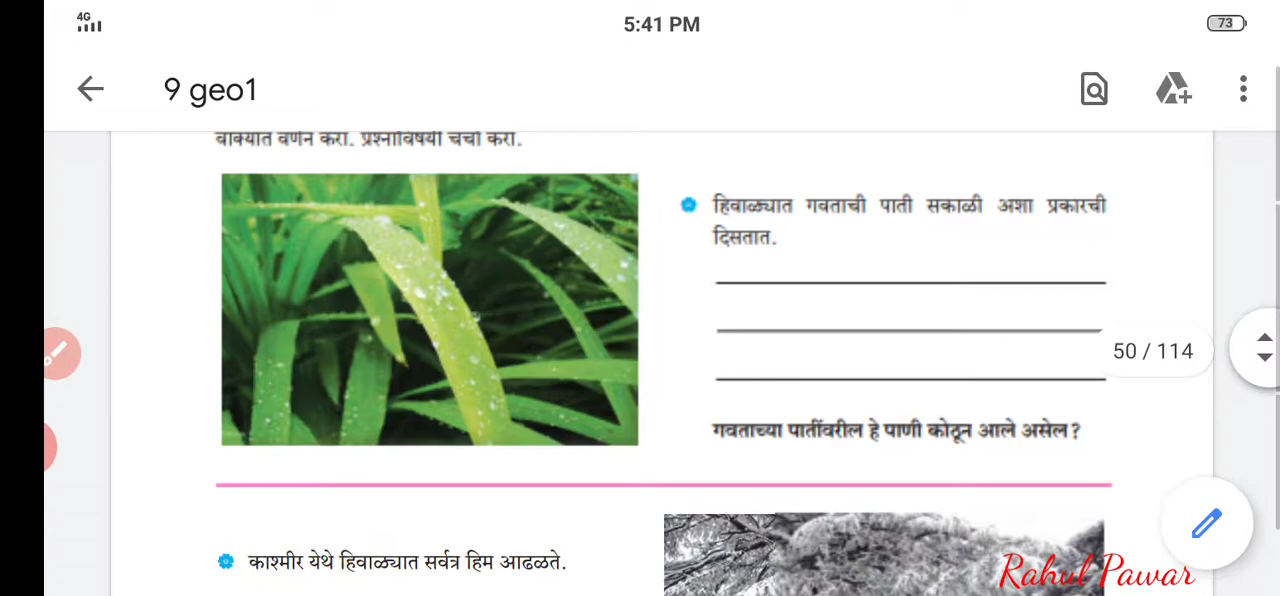 4G
5:41 PM
73
9 geo1
वाक्यात वर्णन करा. प्रश्नांविषयी चर्चा करा.
हिवाळ्यात गवताची पाती सकाळी अशा प्रकारची
दिसतात.
50 / 114
गवताच्या पातींवरील हे पाणी कोठून आले असेल?
काश्मीर येथे हिवाळ्यात सर्वत्र हिम आढळते.
Rahul Pawar